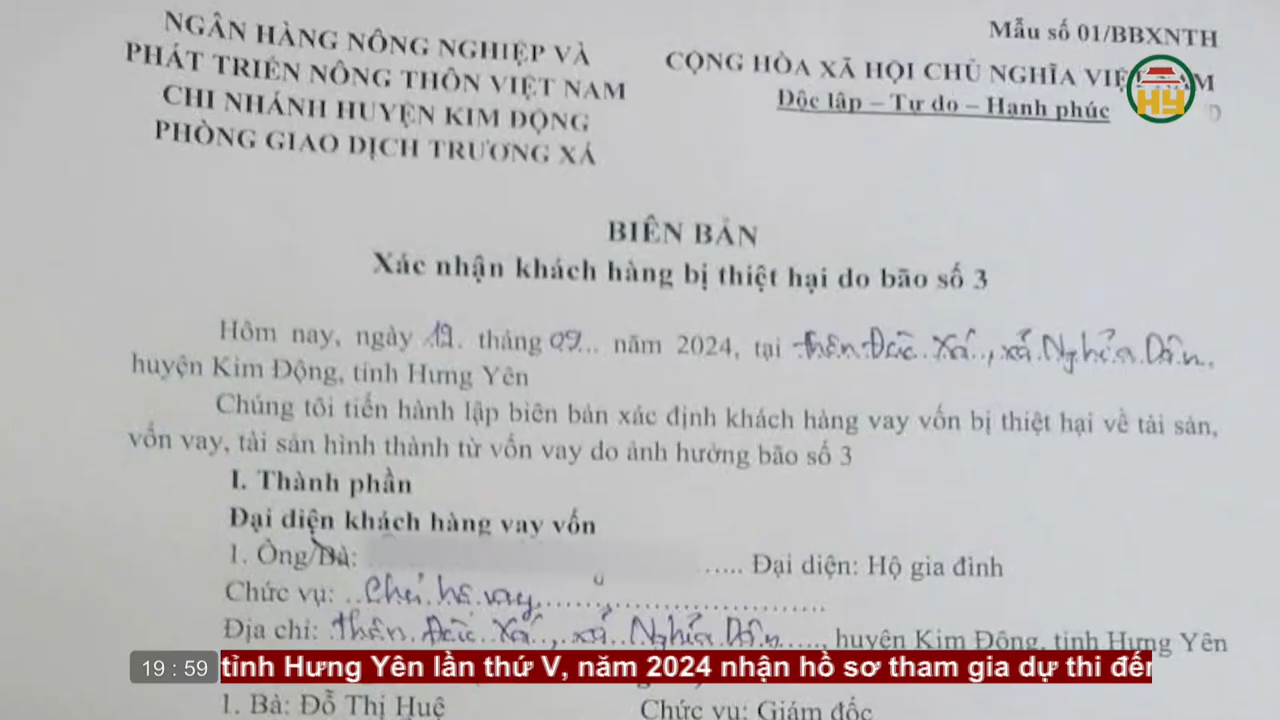 NGÂN HÀNG NÔNG NGHIỆP VÀ
PHÁT TRIỂN NÔNG THÔN VIỆT NAM
CHI NHÁNH HUYỆN KIM ĐỘNG
PHÒNG GIAO DỊCH TRƯƠNG XÁ
Mẫu số 01/BBXNTH
CỘNG HÒA XÃ HỘI CHỦ NGHĨA VIỆT NAM
Độc lập – Tự do – Hạnh phúc
HY
BIÊN BẢN
Xác nhận khách hàng bị thiệt hại do bão số 3
Hôm nay, ngày 19. tháng 09... năm 2024, tại thôn Đác Xá, xã Nghĩa Dân,
huyện Kim Động, tỉnh Hưng Yên
Chúng tôi tiến hành lập biên bản xác định khách hàng vay vốn bị thiệt hại về tài sản,
vốn vay, tài sản hình thành từ vốn vay do ảnh hưởng bão số 3
I. Thành phần
Đại diện khách hàng vay vốn
1. Ông/Bà: ..... Đại diện: Hộ gia đình
Chức vụ: Chủ hộ vay
Địa chỉ: thôn Đác Xá, xã Nghĩa Dân, huyện Kim Động, tỉnh Hưng Yên
19 : 59 tỉnh Hưng Yên lần thứ V, năm 2024 nhận hồ sơ tham gia dự thi đến
1. Bà: Đỗ Thị Huệ Chức vụ: Giám đốc